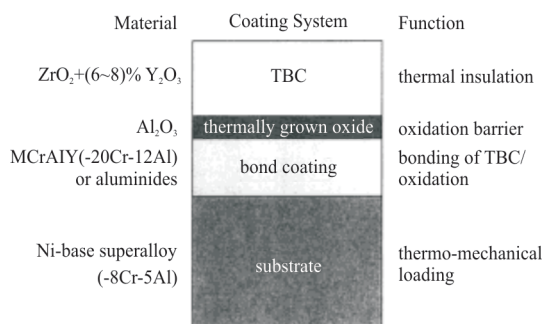 Material Coating System Function
ZrO₂+(6~8)% Y₂O₃ TBC thermal insulation
Al₂O₃ thermally grown oxide oxidation barrier
MCrAIY(-20Cr-12Al) bond coating bonding of TBC/
or aluminides oxidation
Ni-base superalloy substrate thermo-mechanical
(-8Cr-5Al) loading